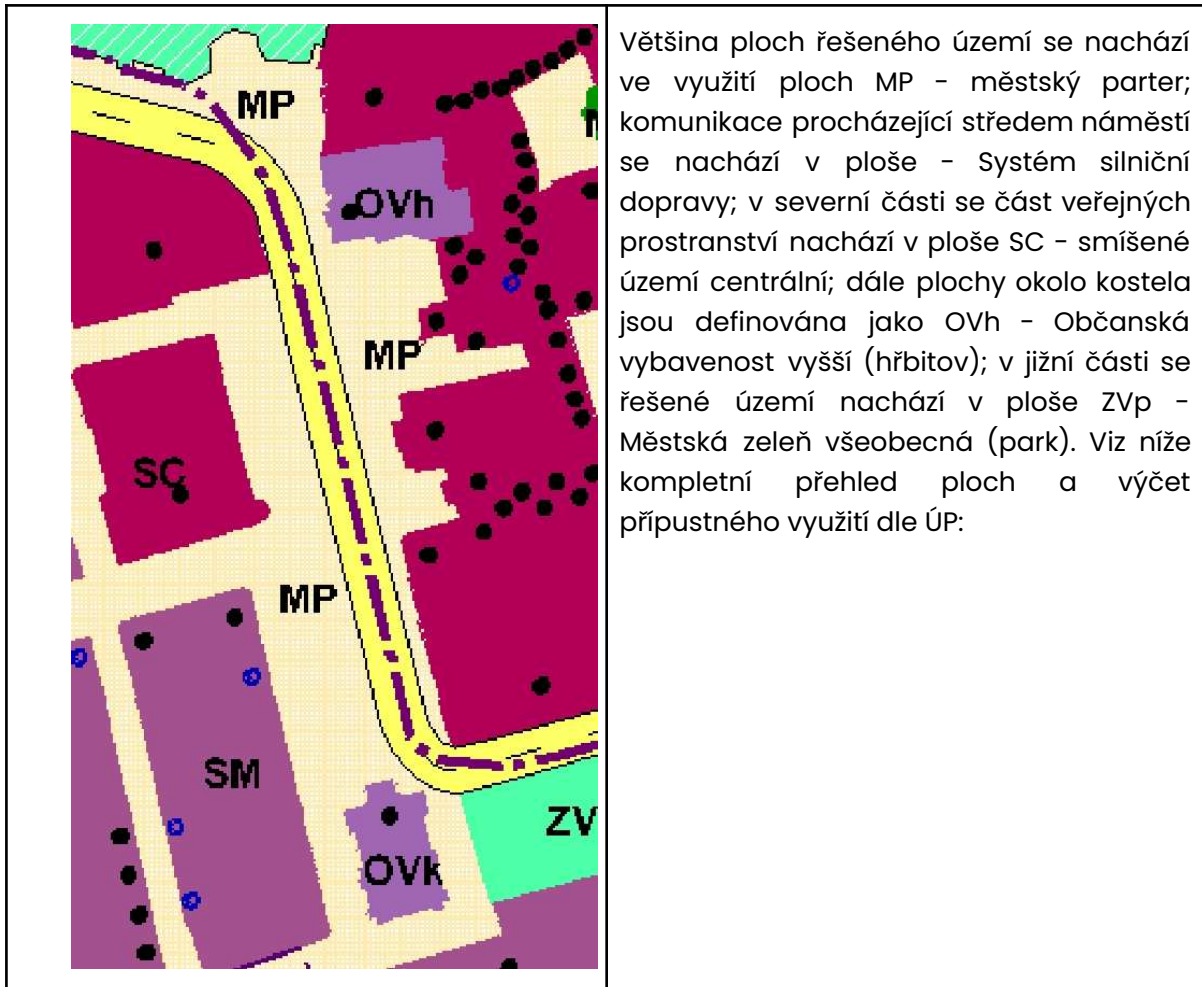 MP
OVh
MP
SC
MP
SM
ZV
OVk
Většina ploch řešeného území se nachází
ve využití ploch MP - městský parter;
komunikace procházející středem náměstí
se nachází v ploše - Systém silniční
dopravy; v severní části se část veřejných
prostranství nachází v ploše SC - smíšené
území centrální; dále plochy okolo kostela
jsou definována jako OVh - Občanská
vybavenost vyšší (hřbitov); v jižní části se
řešené území nachází v ploše ZVp -
Městská zeleň všeobecná (park). Viz níže
kompletní přehled ploch a výčet
přípustného využití dle ÚP: